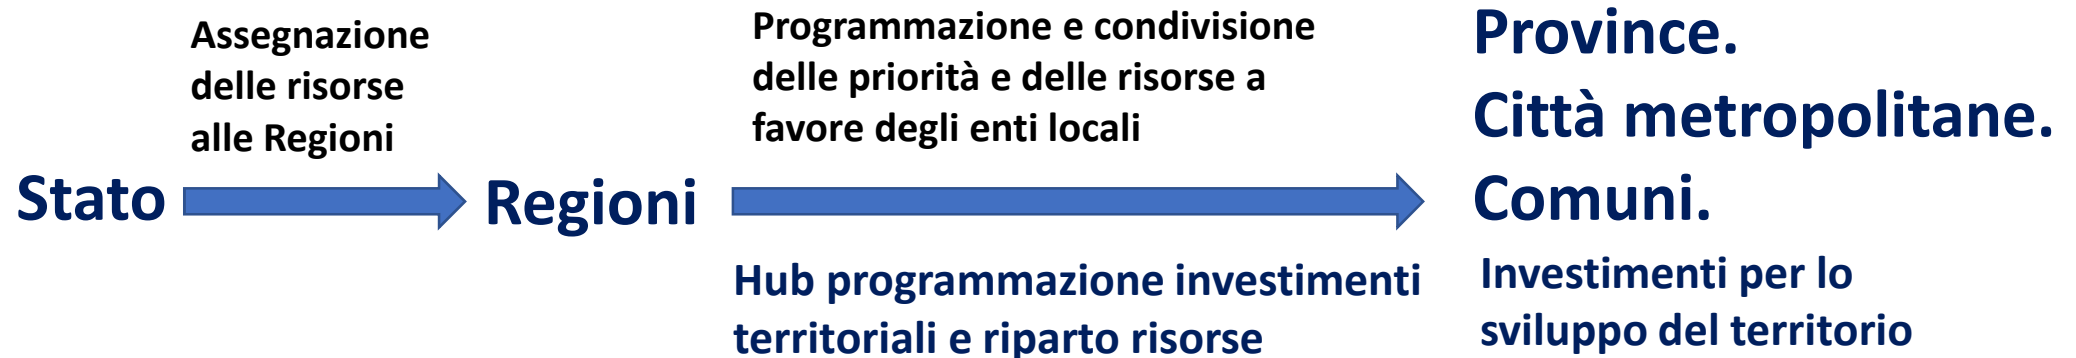 Assegnazione
delle risorse
alle Regioni
Programmazione e condivisione
delle priorità e delle risorse a
favore degli enti locali
Province.
Città metropolitane.
Comuni.
Stato
Regioni
Hub programmazione investimenti
territoriali e riparto risorse
Investimenti per lo
sviluppo del territorio